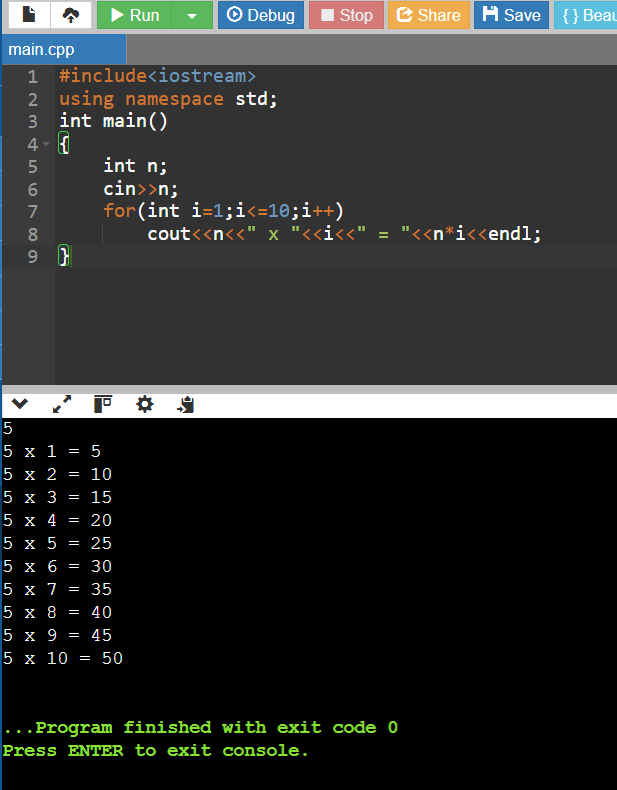 Run Debug Stop Share Save { } Beau
main.cpp
1 #include<iostream>
2 using namespace std;
3 int main()
4 {
5 int n;
6 cin>>n;
7 for(int i=1;i<=10;i++)
8 cout<<n<<" x "<<i<<" = "<<n*i<<endl;
9 }
5
5 x 1 = 5
5 x 2 = 10
5 x 3 = 15
5 x 4 = 20
5 x 5 = 25
5 x 6 = 30
5 x 7 = 35
5 x 8 = 40
5 x 9 = 45
5 x 10 = 50
...Program finished with exit code 0
Press ENTER to exit console.